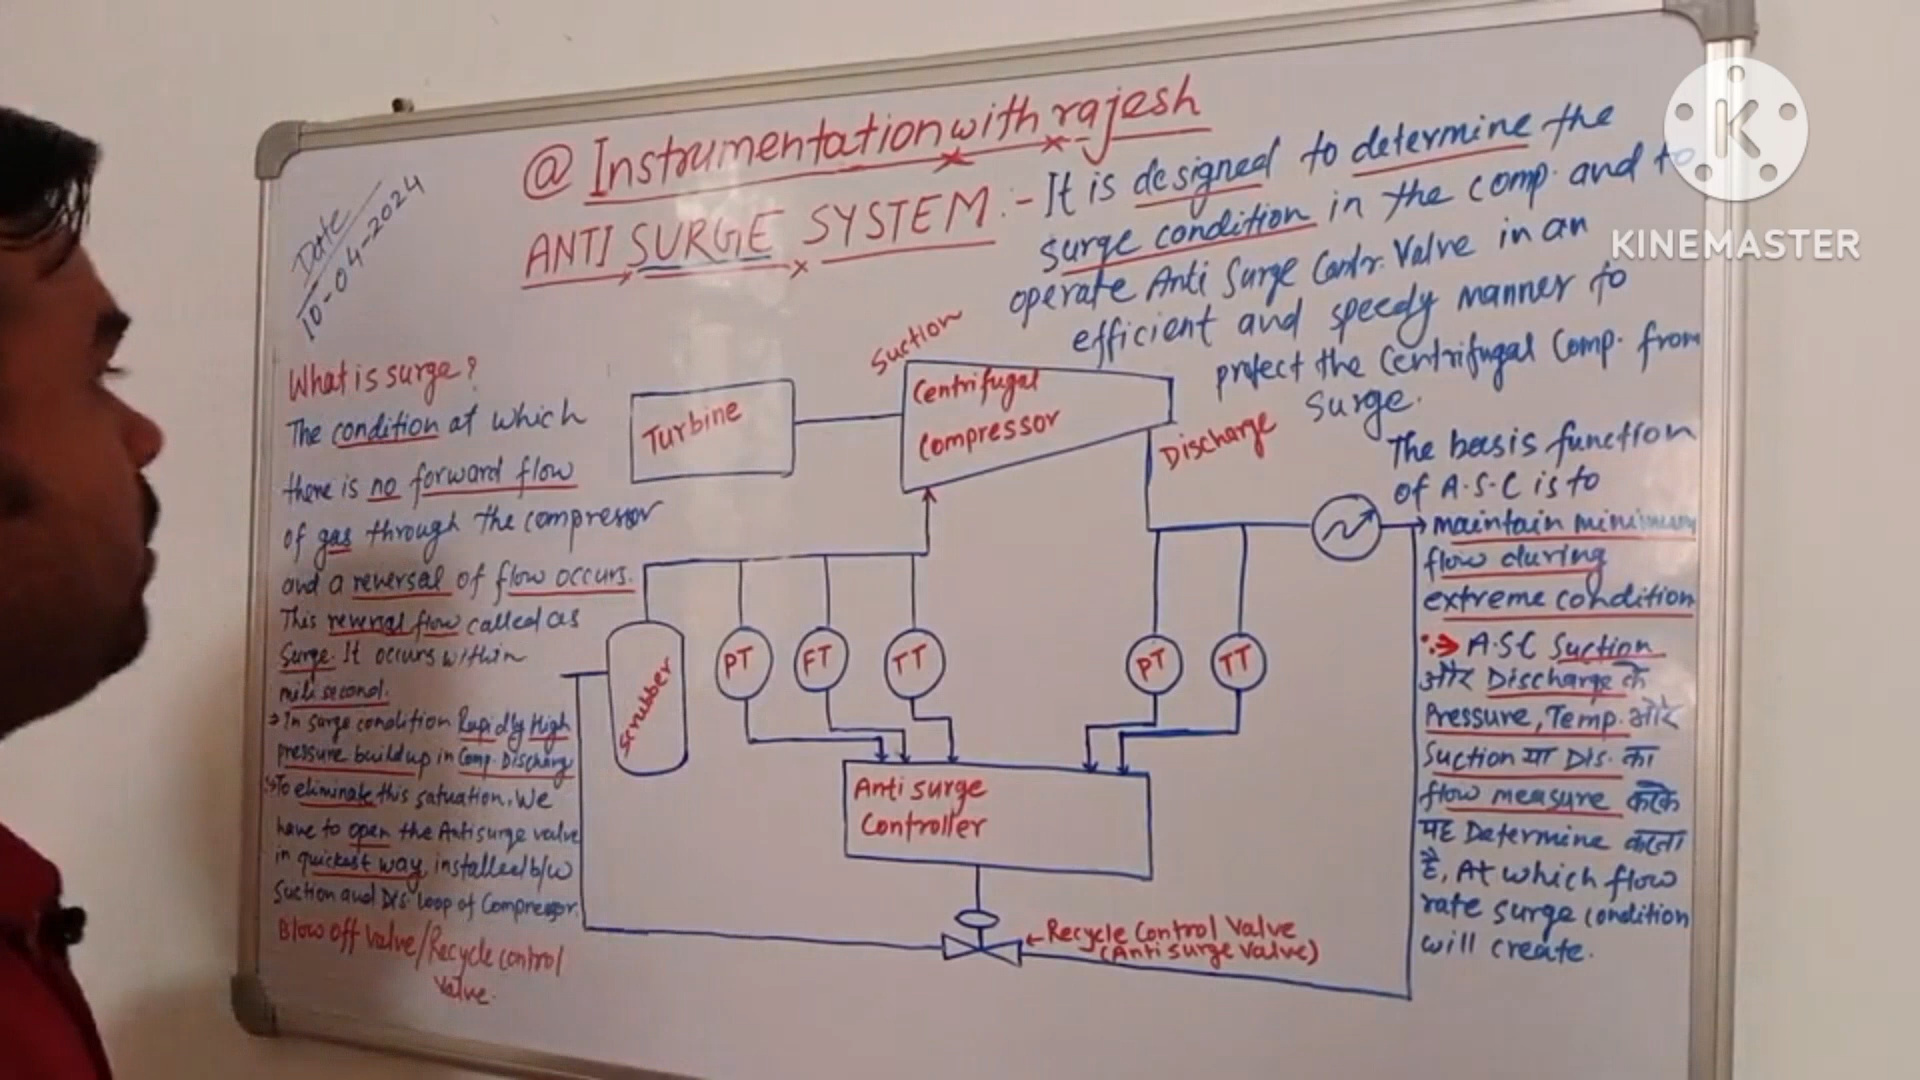 @ Instrumentation with rajesh
Date
10-04-2024
ANTI SURGE SYSTEM :- It is designed to determine the
surge condition in the comp. and to
operate Anti Surge Contr. Valve in an
efficient and speedy manner to
protect the Centrifugal Comp. from
Surge.
What is surge?
The condition at which
there is no forward flow
of gas through the compressor
and a reversal of flow occurs.
This reversal flow called as
Surge. It occurs within
mili second.
⇒ In surge condition Rapidly High
pressure buildup in Comp. Discharg
⇒ To eliminate this satuation, We
have to open the Antisurge valve
in quickest way, installed b/w
Suction and Dis. loop of Compressor.
Blow off valve/Recycle control
Valve.
Turbine
Suction
Centrifugal
Compressor
Discharge
Scrubber
PT
FT
TT
PT
TT
Anti surge
Controller
← Recycle Control Valve
(Anti surge Valve)
The basis function
of A.S.C is to
→ maintain minimum
flow during
extreme condition
⇒ A.S.C Suction
और Discharge के
Pressure, Temp. और
Suction या Dis. का
flow measure करके
यह Determine करता
है, At which flow
rate surge condition
will create.
K
KINEMASTER